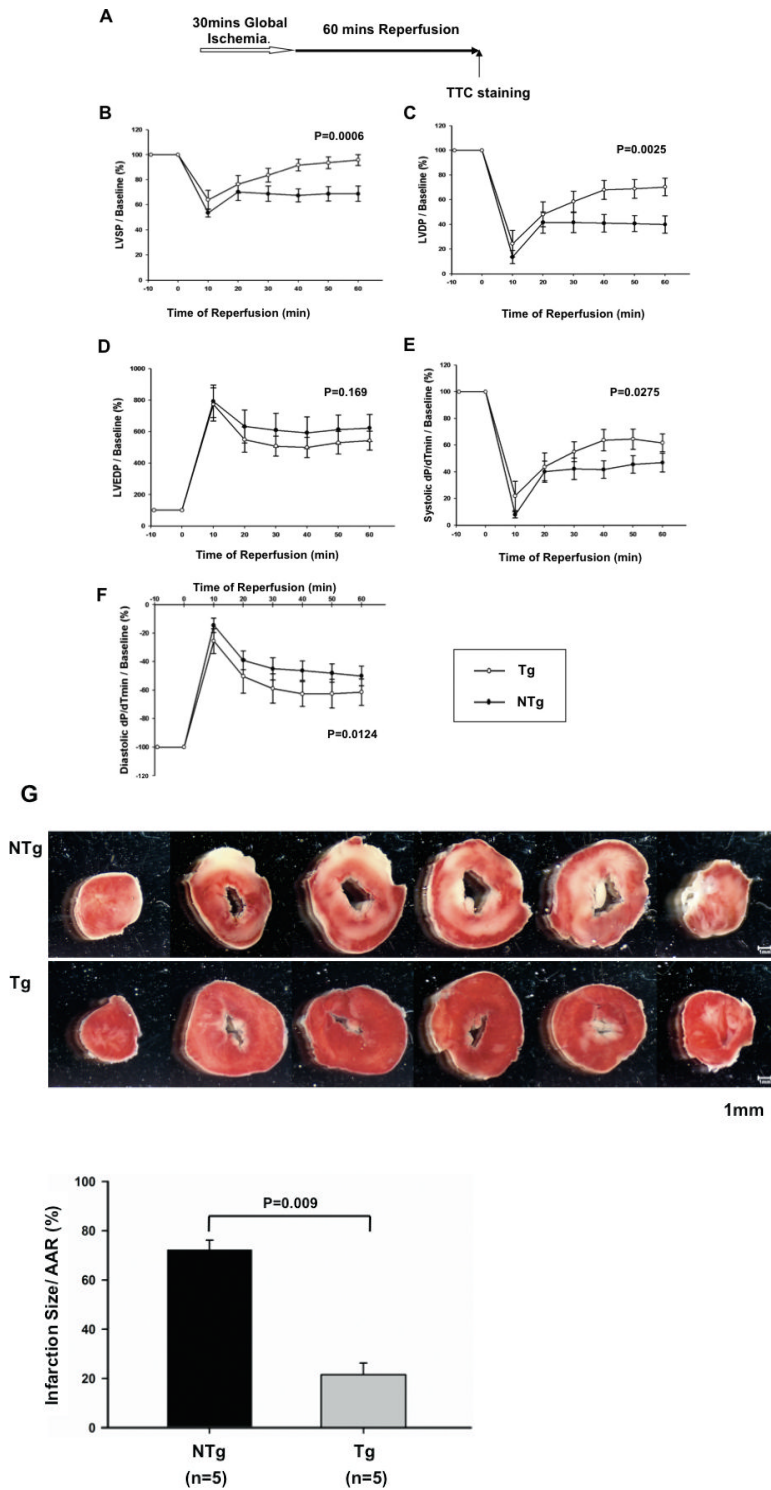 A
30mins Global
Ischemia.
60 mins Reperfusion
TTC staining
B
P=0.0006
LVSP / Baseline (%)
120
100
80
60
40
20
0
-10 0 10 20 30 40 50 60
Time of Reperfusion (min)
C
P=0.0025
LVDP / Baseline (%)
120
100
80
60
40
20
0
-10 0 10 20 30 40 50 60
Time of Reperfusion (min)
D
P=0.169
LVEDP / Baseline (%)
1000
800
600
400
200
0
-10 0 10 20 30 40 50 60
Time of Reperfusion (min)
E
P=0.0275
Systolic dP/dTmin / Baseline (%)
120
100
80
60
40
20
0
-10 0 10 20 30 40 50 60
Time of Reperfusion (min)
F
Time of Reperfusion (min)
-10 0 10 20 30 40 50 60
Diastolic dP/dTmin / Baseline (%)
0
-20
-40
-60
-80
-100
-120
P=0.0124
Tg
NTg
G
NTg
1mm
Tg
1mm
1mm
Infarction Size/ AAR (%)
100
80
60
40
20
0
P=0.009
NTg
Tg
(n=5)
(n=5)